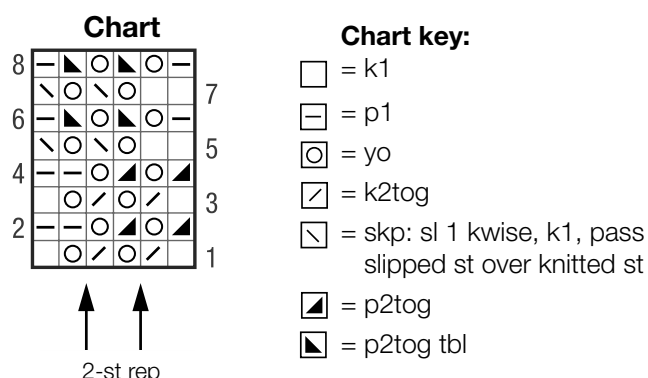 Chart
8
7
6
5
4
3
2
1
2-st rep
Chart key:
= k1
= p1
= yo
= k2tog
= skp: sl 1 kwise, k1, pass
slipped st over knitted st
= p2tog
= p2tog tbl